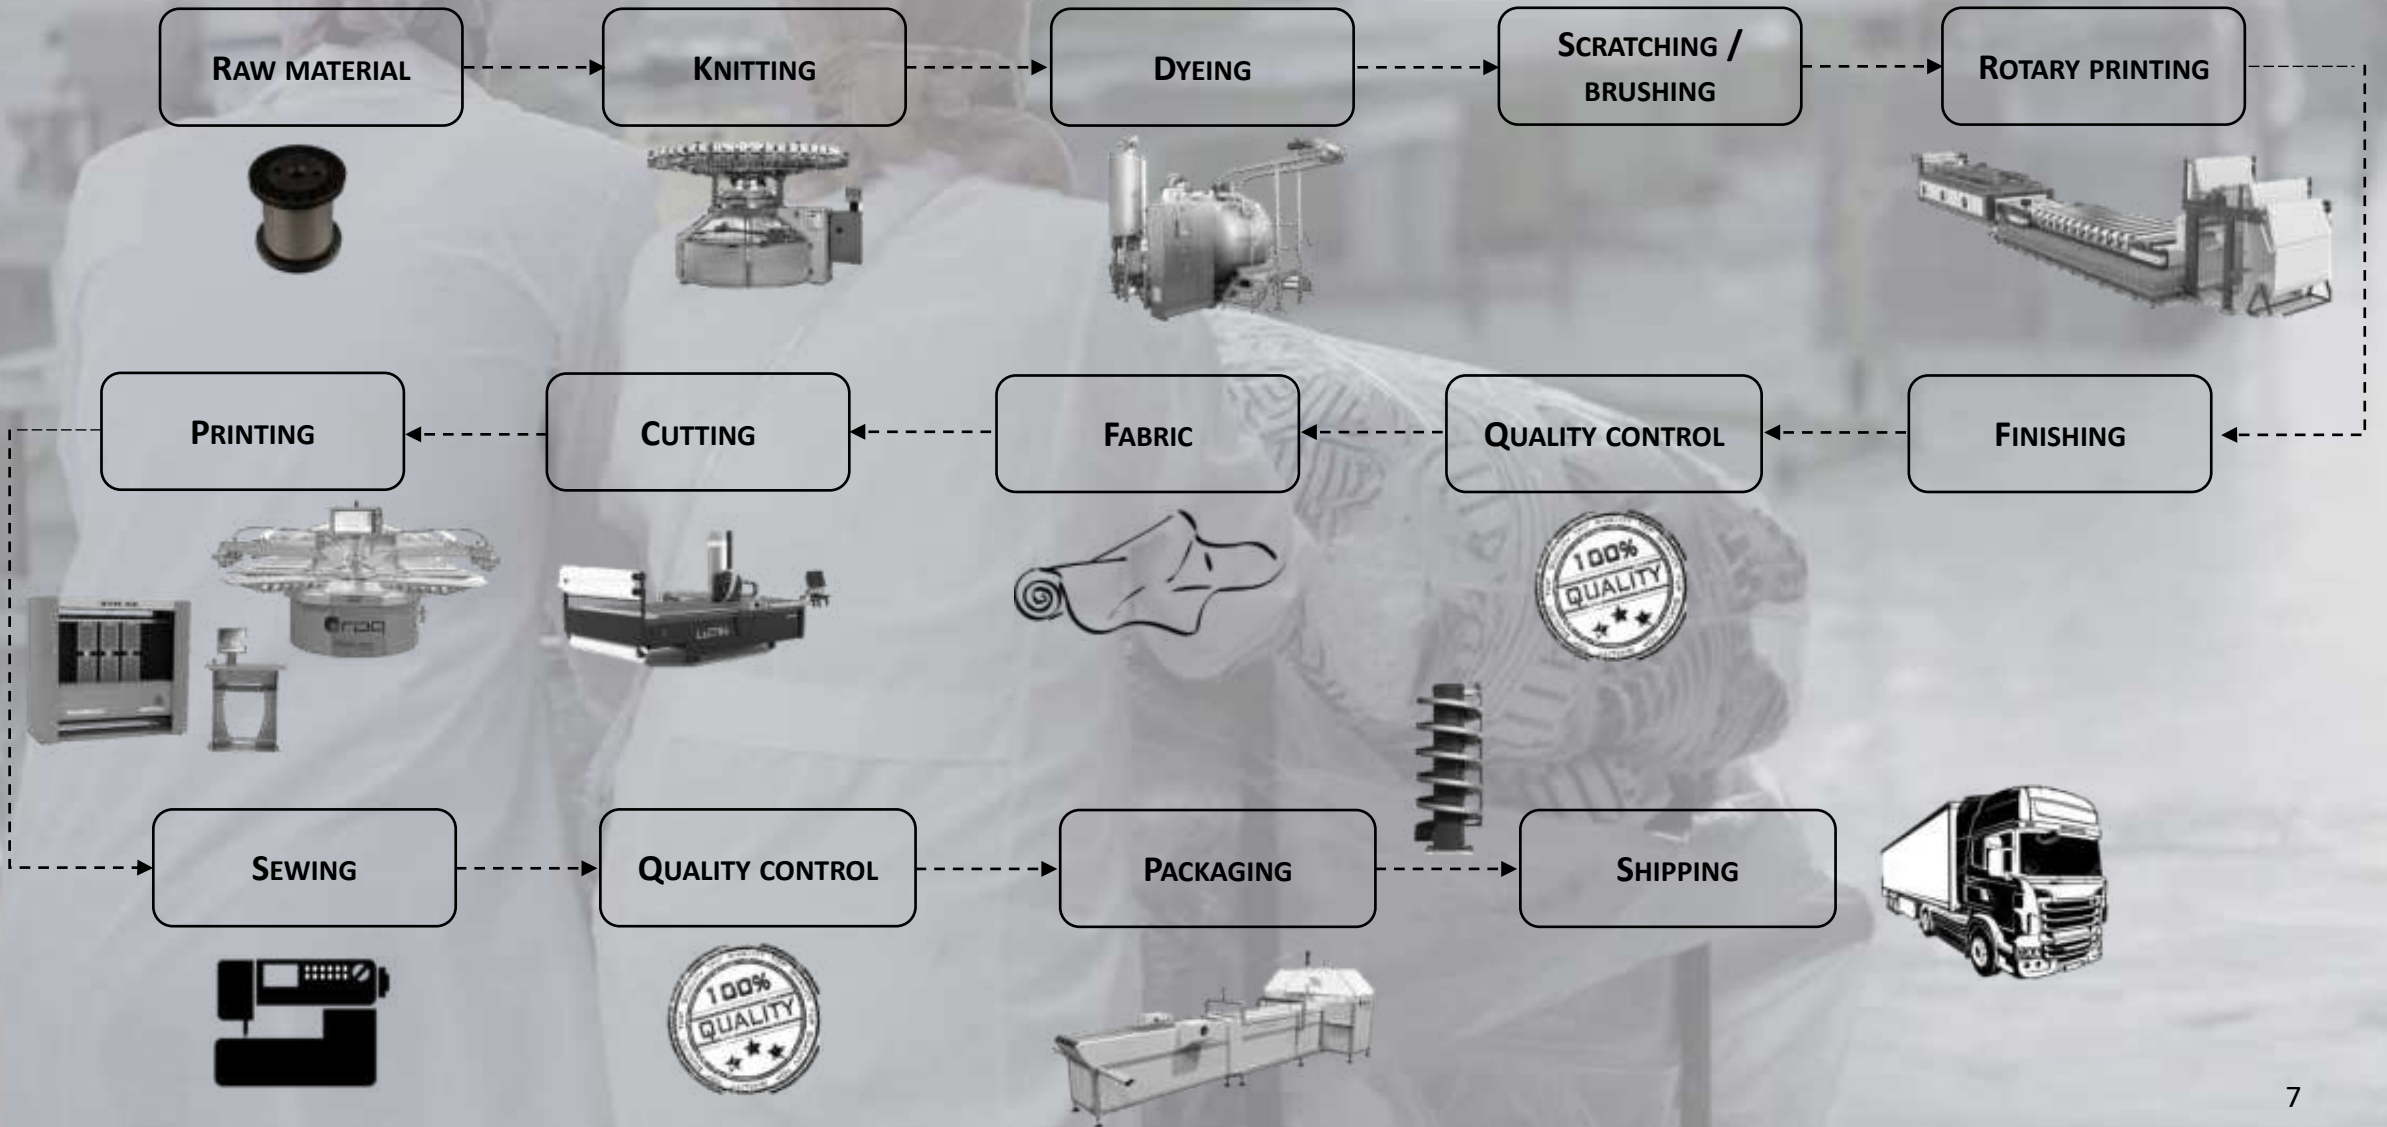 RAW MATERIAL
KNITTING
DYEING
SCRATCHING /
BRUSHING
ROTARY PRINTING
PRINTING
CUTTING
FABRIC
QUALITY CONTROL
FINISHING
100%
QUALITY
SEWING
QUALITY CONTROL
PACKAGING
SHIPPING
100%
QUALITY
7